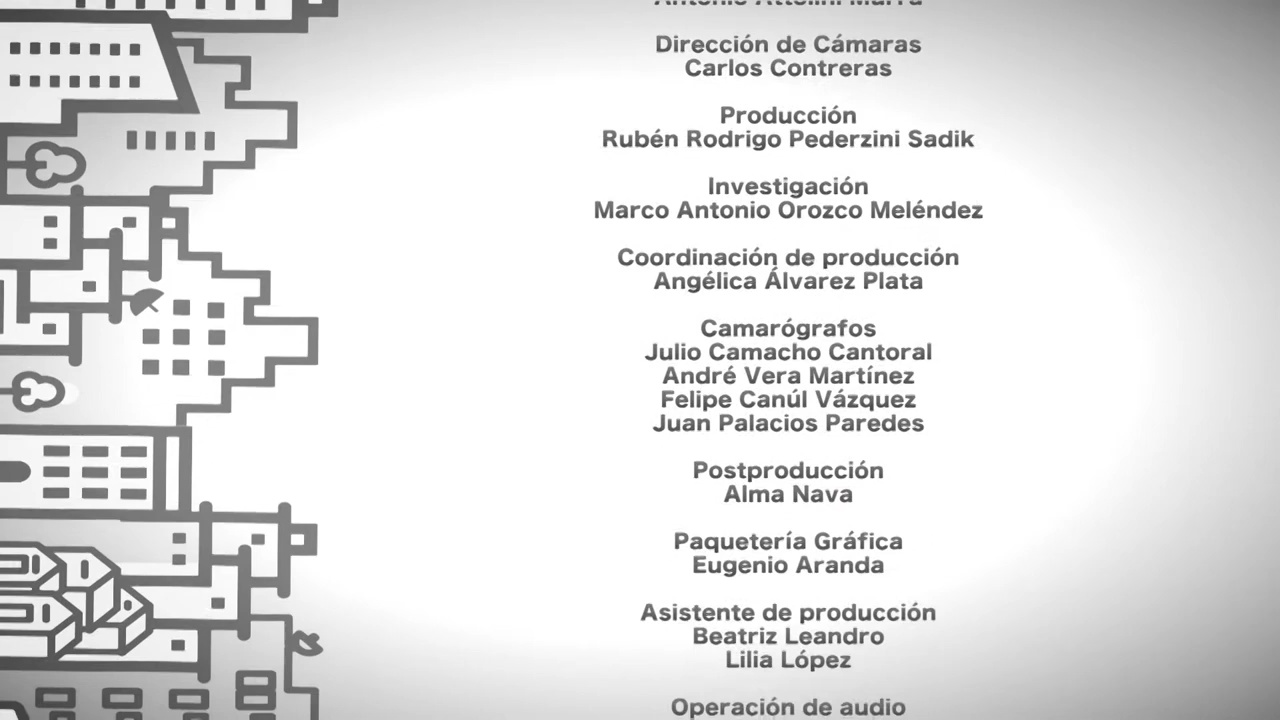 Dirección de Cámaras
Carlos Contreras
Producción
Rubén Rodrigo Pederzini Sadik
Investigación
Marco Antonio Orozco Meléndez
Coordinación de producción
Angélica Álvarez Plata
Camarógrafos
Julio Camacho Cantoral
André Vera Martínez
Felipe Canúl Vázquez
Juan Palacios Paredes
Postproducción
Alma Nava
Paquetería Gráfica
Eugenio Aranda
Asistente de producción
Beatriz Leandro
Lilia López
Operación de audio